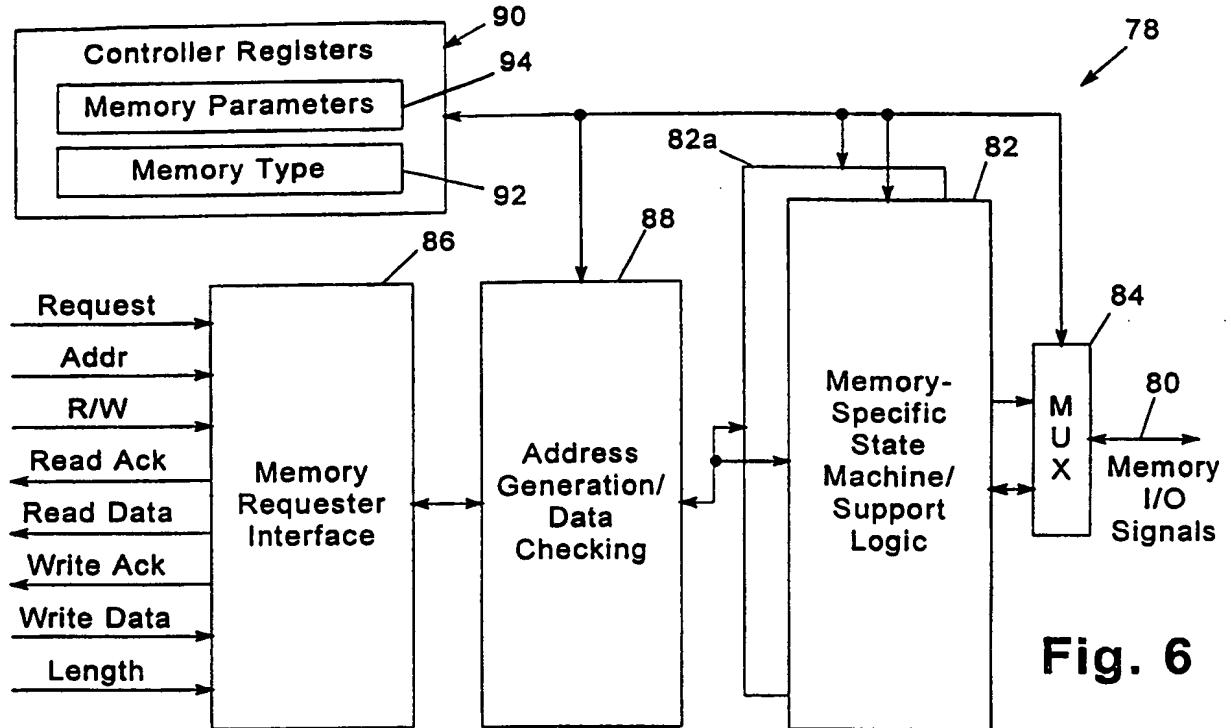 90
Controller Registers
94
Memory Parameters
Memory Type
92
78
82a
82
86
88
84
80
Request
Addr
R/W
Read Ack
Read Data
Write Ack
Write Data
Length
Memory
Requester
Interface
Address
Generation/
Data
Checking
Memory-
Specific
State
Machine/
Support
Logic
M
U
X
Memory
I/O
Signals
Fig. 6